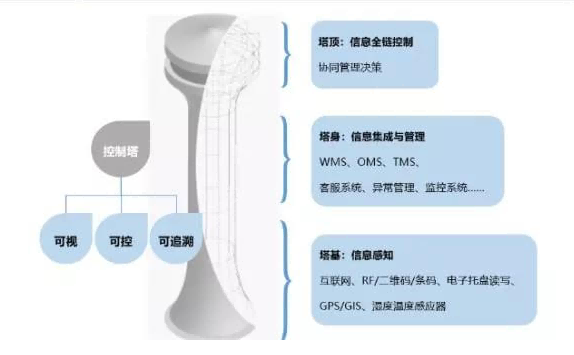 塔顶：信息全链控制
协同管理决策
塔身：信息集成与管理
WMS、OMS、TMS、
客服系统、异常管理、监控系统......
控制塔
可视
可控
可追溯
塔基：信息感知
互联网、RF/二维码/条码、电子托盘读写、
GPS/GIS、湿度温度感应器